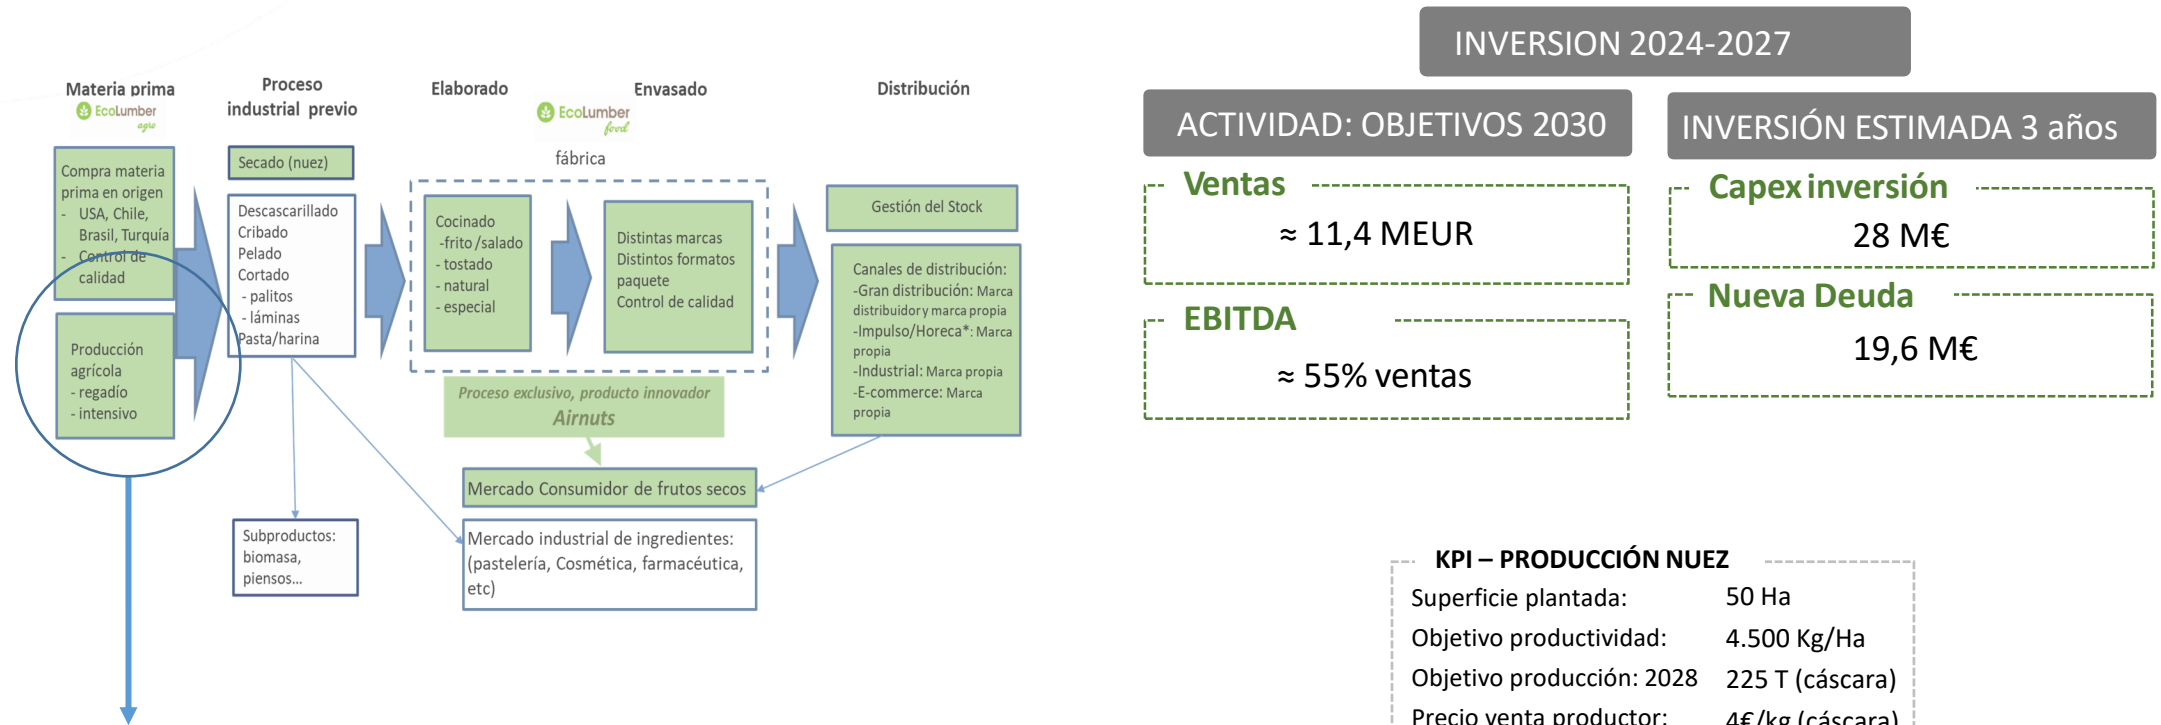 Materia prima
EcoLumber
agro
Proceso
industrial previo
Elaborado
EcoLumber
food
Envasado
Distribución
fábrica
Compra materia
prima en origen
- USA, Chile,
Brasil, Turquía
- Control de
calidad
Producción
agrícola
- regadío
- intensivo
Secado (nuez)
Descascarillado
Cribado
Pelado
Cortado
- palitos
- láminas
Pasta/harina
Cocinado
-frito /salado
- tostado
- natural
- especial
Distintas marcas
Distintos formatos
paquete
Control de calidad
Gestión del Stock
Canales de distribución:
-Gran distribución: Marca
distribuidor y marca propia
-Impulso/Horeca*: Marca
propia
-Industrial: Marca propia
-E-commerce: Marca
propia
Proceso exclusivo, producto innovador
Airnuts
Mercado Consumidor de frutos secos
Subproductos:
biomasa,
piensos...
Mercado industrial de ingredientes:
(pastelería, Cosmética, farmacéutica,
etc)
INVERSION 2024-2027
ACTIVIDAD: OBJETIVOS 2030
Ventas
≈ 11,4 MEUR
EBITDA
≈ 55% ventas
INVERSIÓN ESTIMADA 3 años
Capex inversión
28 M€
Nueva Deuda
19,6 M€
KPI – PRODUCCIÓN NUEZ
Superficie plantada: 50 Ha
Objetivo productividad: 4.500 Kg/Ha
Objetivo producción: 2028 225 T (cáscara)
Precio venta productor: 4€/kg (cáscara)